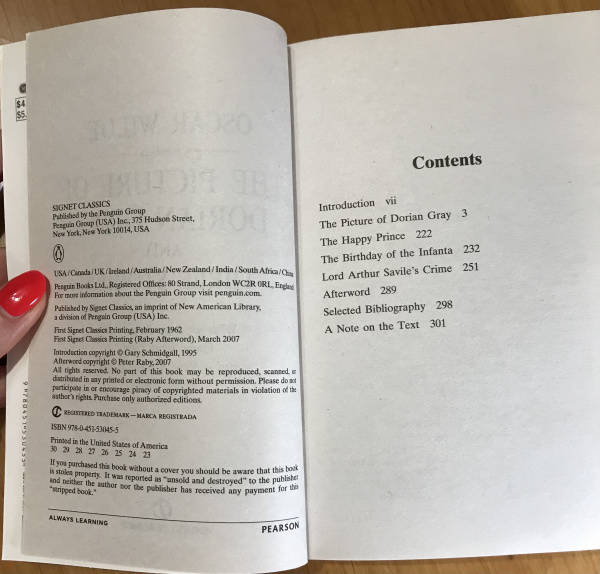 $4
$5.
SIGNET CLASSICS
Published by the Penguin Group
Penguin Group (USA) Inc., 375 Hudson Street,
New York, New York 10014, USA
USA / Canada / UK / Ireland / Australia / New Zealand / India / South Africa / China
Penguin Books Ltd., Registered Offices: 80 Strand, London WC2R 0RL, England
For more information about the Penguin Group visit penguin.com.
Published by Signet Classics, an imprint of New American Library,
a division of Penguin Group (USA) Inc.
First Signet Classics Printing, February 1962
First Signet Classics Printing (Raby Afterword), March 2007
Introduction copyright © Gary Schmidgall, 1995
Afterword copyright © Peter Raby, 2007
All rights reserved. No part of this book may be reproduced, scanned, or
distributed in any printed or electronic form without permission. Please do not
participate in or encourage piracy of copyrighted materials in violation of the
author's rights. Purchase only authorized editions.
REGISTERED TRADEMARK—MARCA REGISTRADA
ISBN 978-0-451-53045-5
Printed in the United States of America
30 29 28 27 26 25 24 23
If you purchased this book without a cover you should be aware that this book
is stolen property. It was reported as "unsold and destroyed" to the publisher
and neither the author nor the publisher has received any payment for this
"stripped book."
ALWAYS LEARNING
PEARSON
Contents
Introduction vii
The Picture of Dorian Gray 3
The Happy Prince 222
The Birthday of the Infanta 232
Lord Arthur Savile's Crime 251
Afterword 289
Selected Bibliography 298
A Note on the Text 301